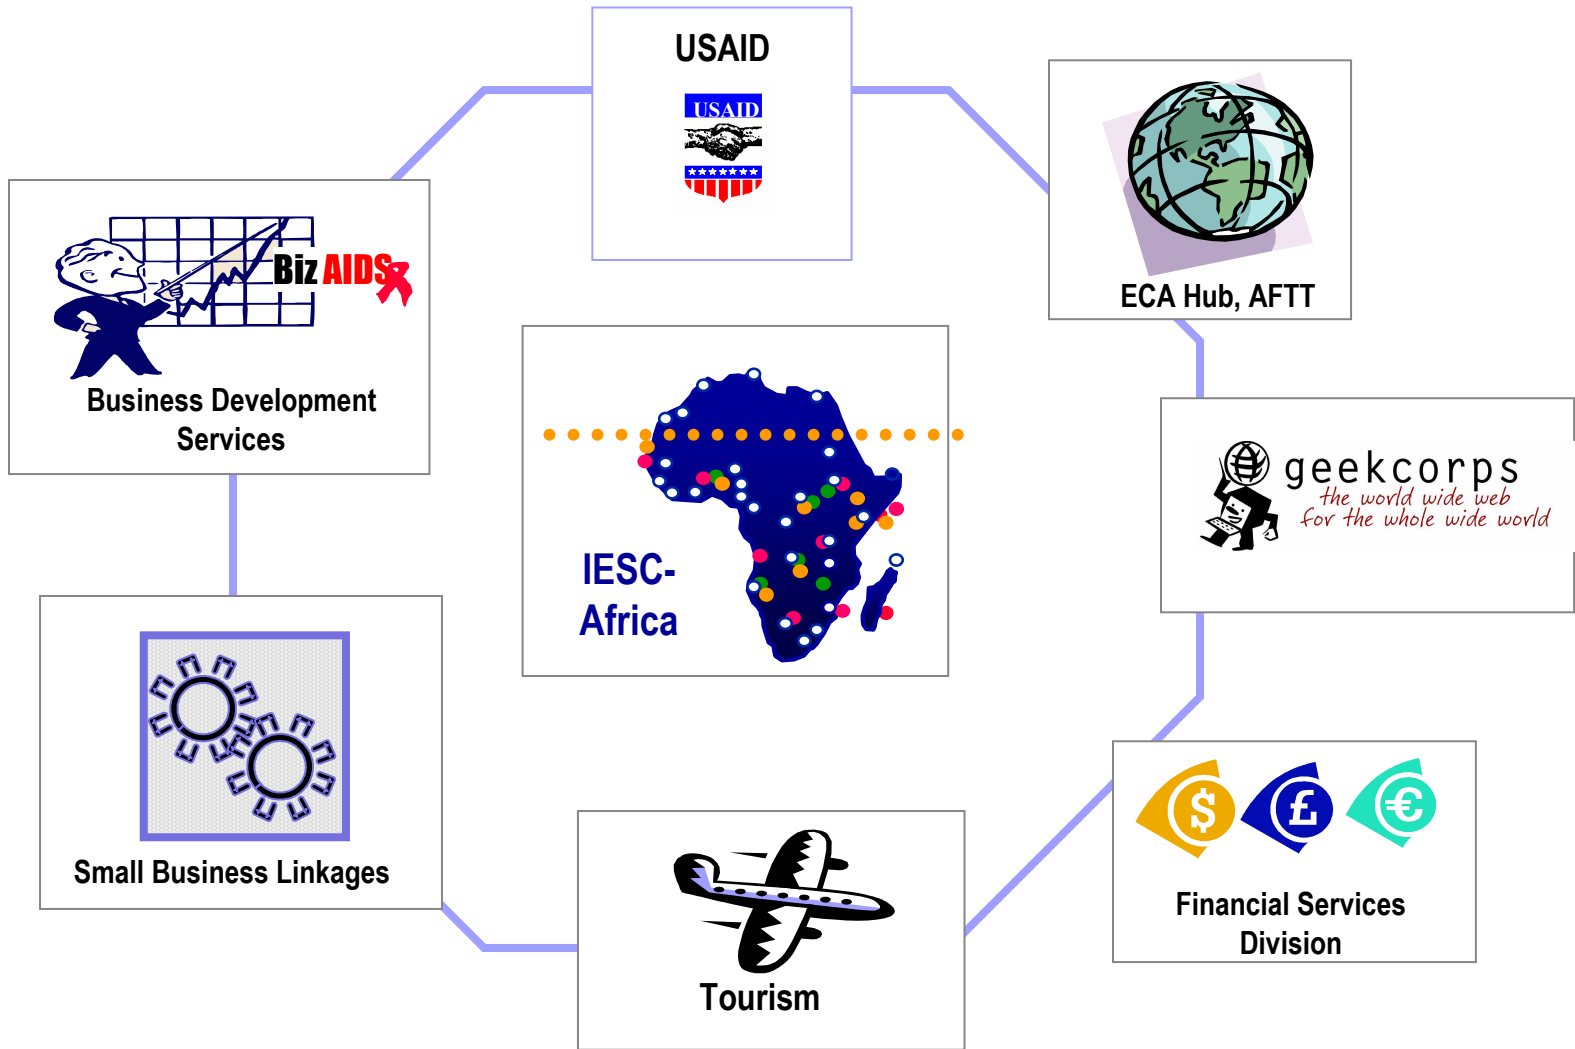 USAID
USAID
ECA Hub, AFTT
Biz AIDS
Business Development
Services
geekcorps
the world wide web
for the whole wide world
IESC-
Africa
Small Business Linkages
$ £ €
Financial Services
Division
Tourism